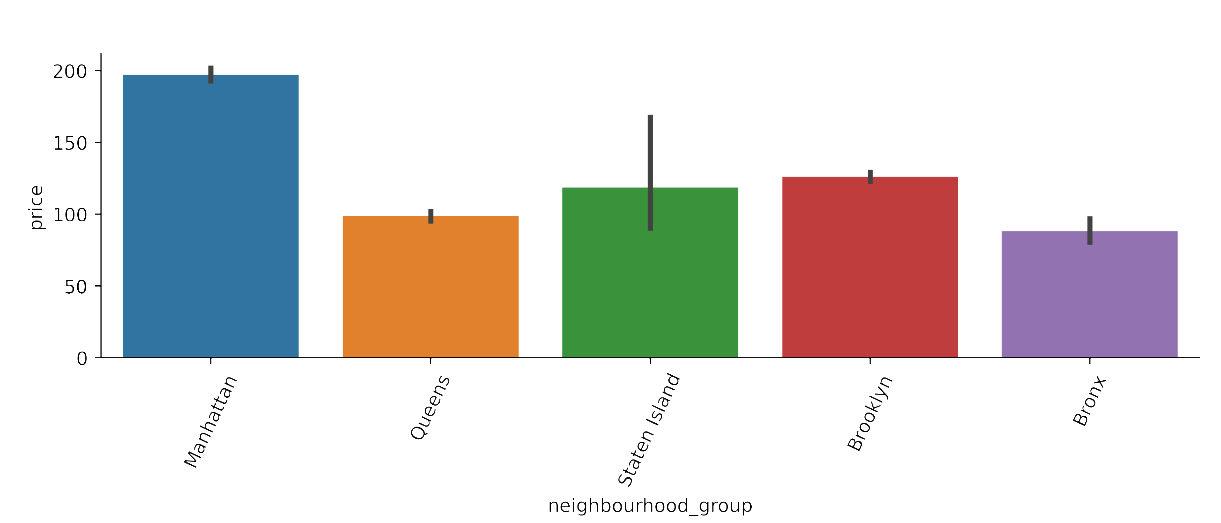 200
150
100
50
0
price
Manhattan
Queens
Staten Island
Brooklyn
Bronx
neighbourhood_group